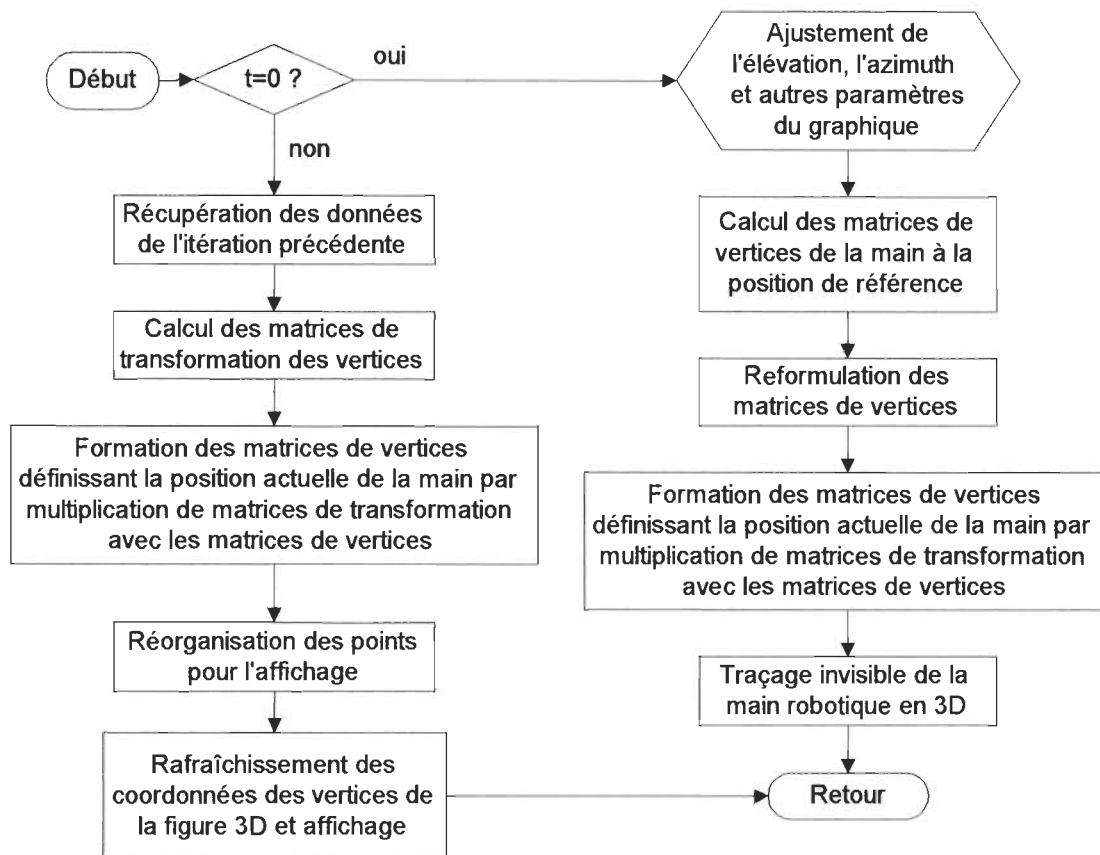 Début
t=0 ?
oui
non
Ajustement de
l'élévation, l'azimuth
et autres paramètres
du graphique
Récupération des données
de l'itération précédente
Calcul des matrices de
transformation des vertices
Formation des matrices de vertices
définissant la position actuelle de la main par
multiplication de matrices de transformation
avec les matrices de vertices
Réorganisation des points
pour l'affichage
Rafraîchissement des
coordonnées des vertices de
la figure 3D et affichage
Calcul des matrices de
vertices de la main à la
position de référence
Reformulation des
matrices de vertices
Formation des matrices de vertices
définissant la position actuelle de la main par
multiplication de matrices de transformation
avec les matrices de vertices
Traçage invisible de la
main robotique en 3D
Retour